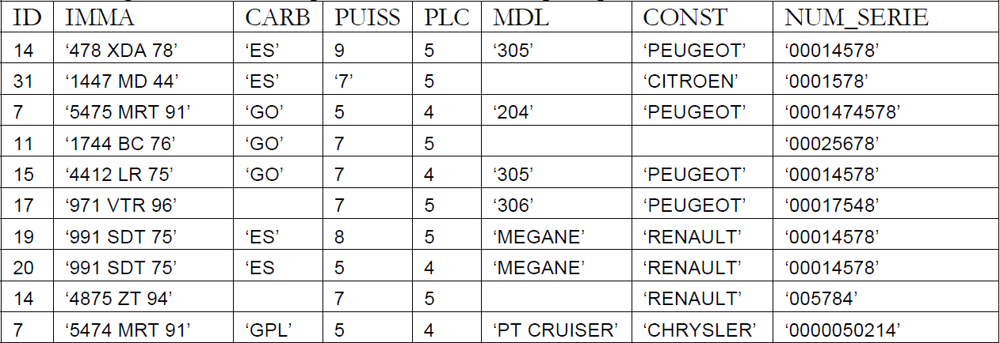 ID IMMA CARB PUISS PLC MDL CONST NUM_SERIE
14 ‘478 XDA 78’ ‘ES’ 9 5 ‘305’ ‘PEUGEOT’ ‘00014578’
31 ‘1447 MD 44’ ‘ES’ ‘7’ 5 ‘CITROEN’ ‘0001578’
7 ‘5475 MRT 91’ ‘GO’ 5 4 ‘204’ ‘PEUGEOT’ ‘0001474578’
11 ‘1744 BC 76’ ‘GO’ 7 5 ‘00025678’
15 ‘4412 LR 75’ ‘GO’ 7 4 ‘305’ ‘PEUGEOT’ ‘00014578’
17 ‘971 VTR 96’ 7 5 ‘306’ ‘PEUGEOT’ ‘00017548’
19 ‘991 SDT 75’ ‘ES’ 8 5 ‘MEGANE’ ‘RENAULT’ ‘00014578’
20 ‘991 SDT 75’ ‘ES 5 4 ‘MEGANE’ ‘RENAULT’ ‘00014578’
14 ‘4875 ZT 94’ 7 5 ‘RENAULT’ ‘005784’
7 ‘5474 MRT 91’ ‘GPL’ 5 4 ‘PT CRUISER’ ‘CHRYSLER’ ‘0000050214’